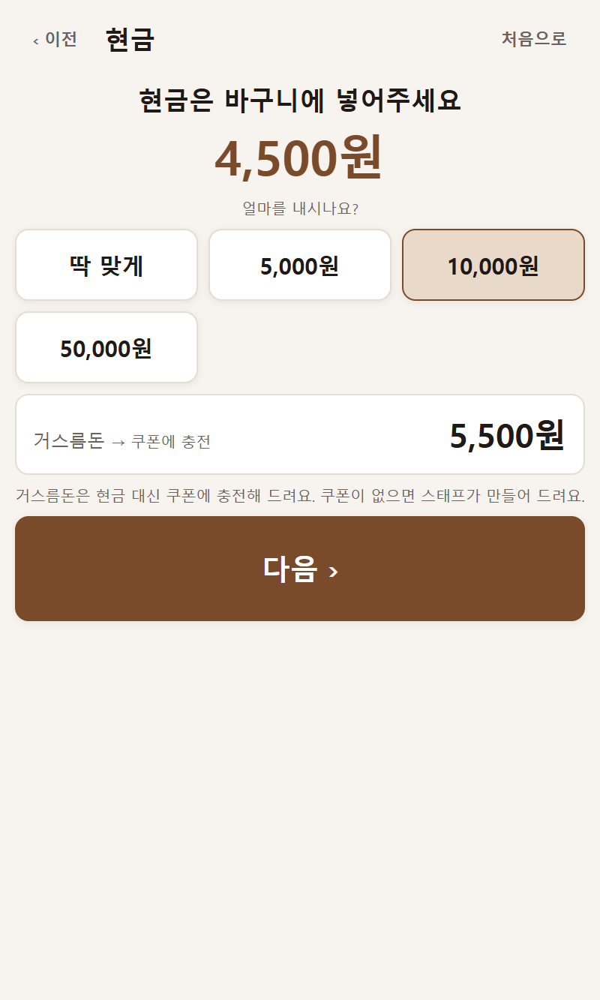 ‹ 이전 현금 처음으로
현금은 바구니에 넣어주세요
4,500원
얼마를 내시나요?
딱 맞게 5,000원 10,000원
50,000원
거스름돈 → 쿠폰에 충전 5,500원
거스름돈은 현금 대신 쿠폰에 충전해 드려요. 쿠폰이 없으면 스태프가 만들어 드려요.
다음 ›